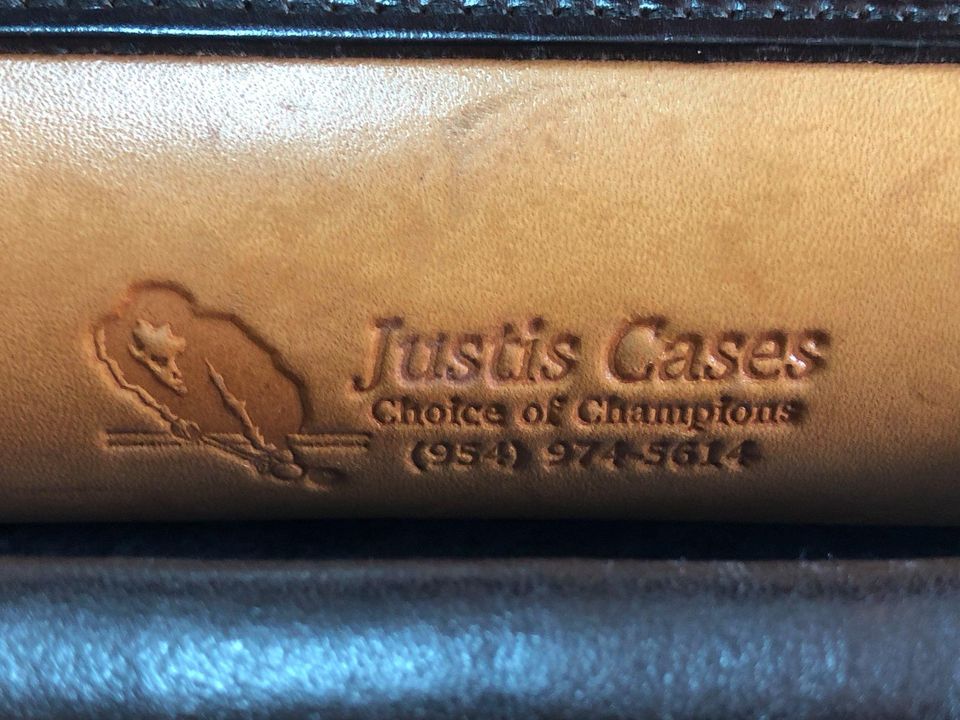 Justis Cases
Choice of Champions
(954) 974-5614